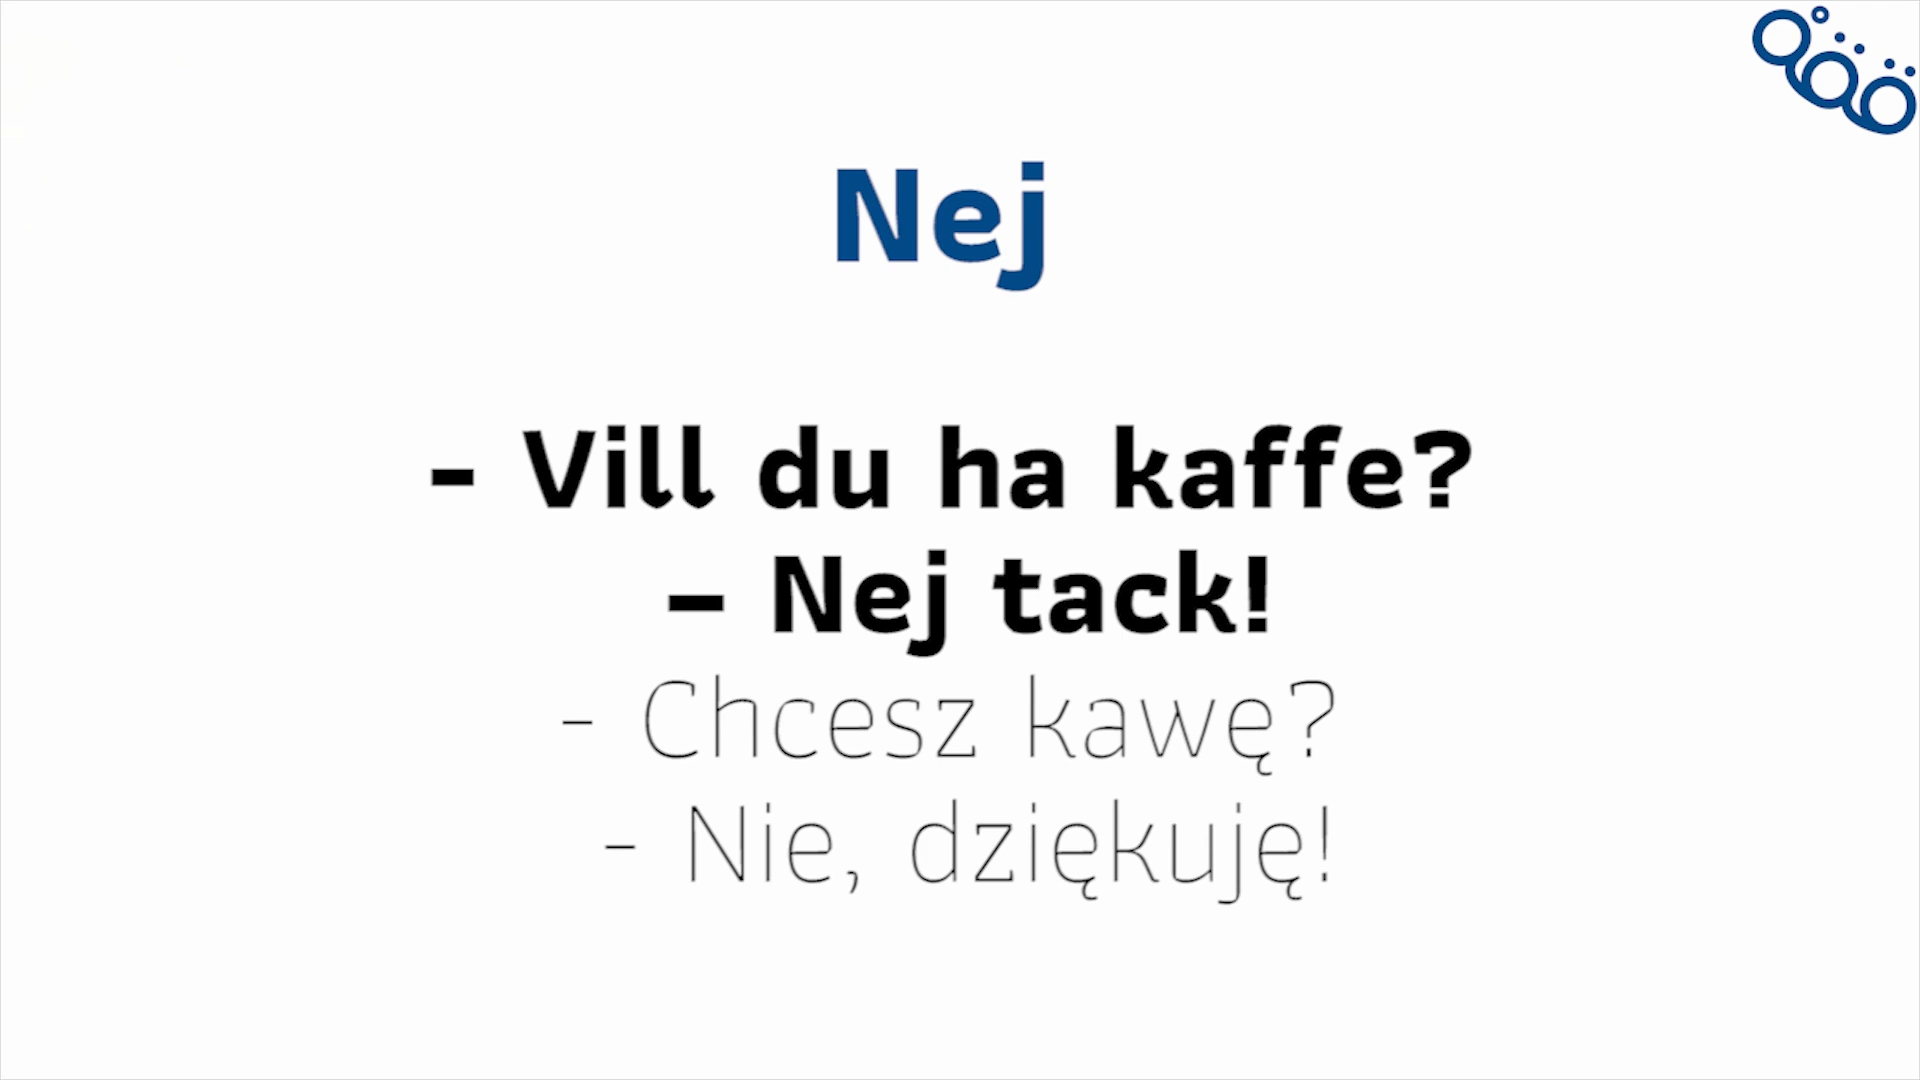 Nej
- Vill du ha kaffe?
– Nej tack!
- Chcesz kawę?
- Nie, dziękuję!